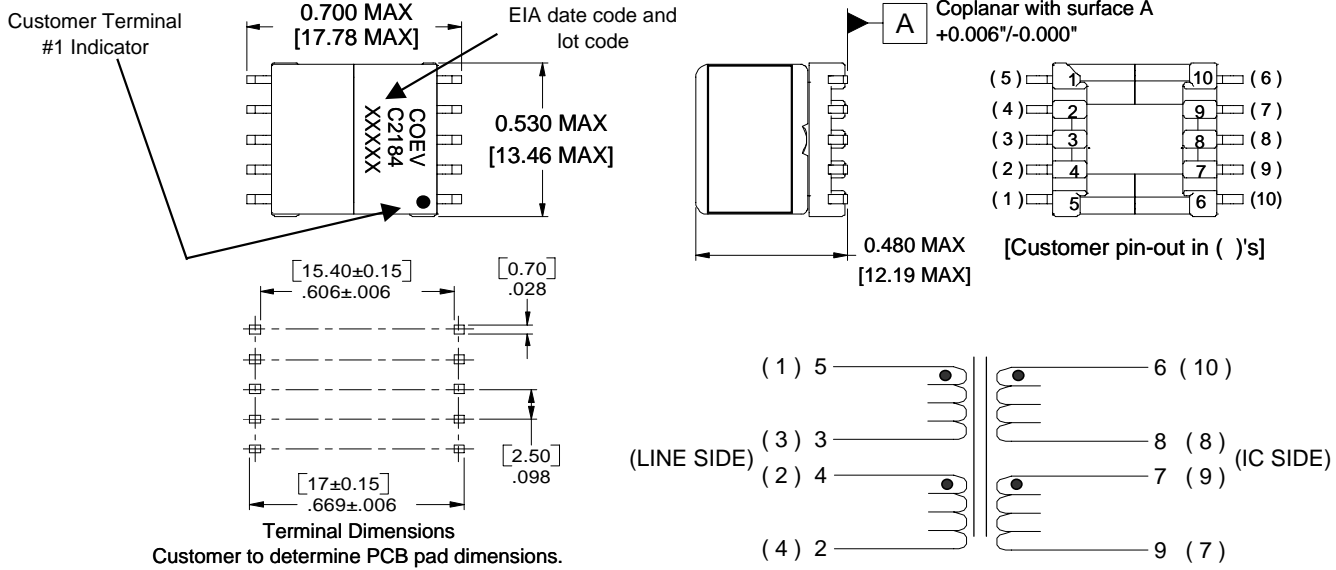 Customer Terminal
#1 Indicator
0.700 MAX
[17.78 MAX]
EIA date code and
lot code
COEV
C2184
XXXXX
0.530 MAX
[13.46 MAX]
A
Coplanar with surface A
+0.006"/-0.000"
0.480 MAX
[12.19 MAX]
( 5 ) 1 10 ( 6 )
( 4 ) 2 9 ( 7 )
( 3 ) 3 8 ( 8 )
( 2 ) 4 7 ( 9 )
( 1 ) 5 6 (10)
[Customer pin-out in ( )'s]
[15.40±0.15]
.606±.006
[0.70]
.028
[2.50]
.098
[17±0.15]
.669±.006
Terminal Dimensions
Customer to determine PCB pad dimensions.
( 1 ) 5 6 ( 10 )
( 3 ) 3 8 ( 8 )
(LINE SIDE) (IC SIDE)
( 2 ) 4 7 ( 9 )
( 4 ) 2 9 ( 7 )